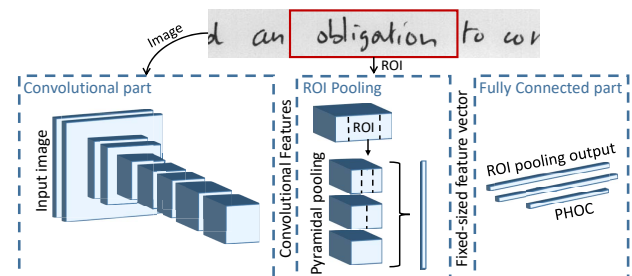 d an obligation to cor
Image
ROI
Convolutional part
ROI Pooling
Fully Connected part
Input image
Convolutional Features
ROI
Pyramidal pooling
Fixed-sized feature vector
ROI pooling output
PHOC